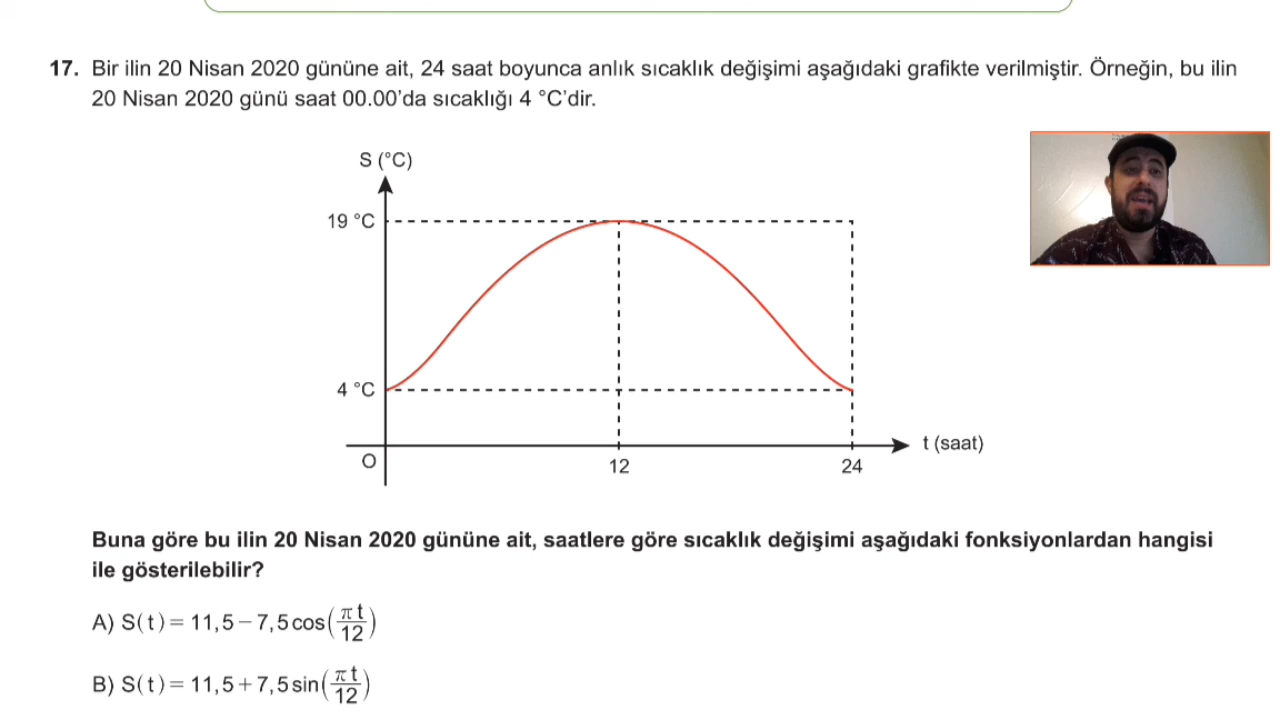 17. Bir ilin 20 Nisan 2020 gününe ait, 24 saat boyunca anlık sıcaklık değişimi aşağıdaki grafikte verilmiştir. Örneğin, bu ilin
20 Nisan 2020 günü saat 00.00'da sıcaklığı 4 °C'dir.
S (°C)
19 °C
4 °C
O
12
24
t (saat)
Buna göre bu ilin 20 Nisan 2020 gününe ait, saatlere göre sıcaklık değişimi aşağıdaki fonksiyonlardan hangisi
ile gösterilebilir?
A) S(t) = 11,5 − 7,5 cos(πt/12)
B) S(t) = 11,5 + 7,5 sin(πt/12)